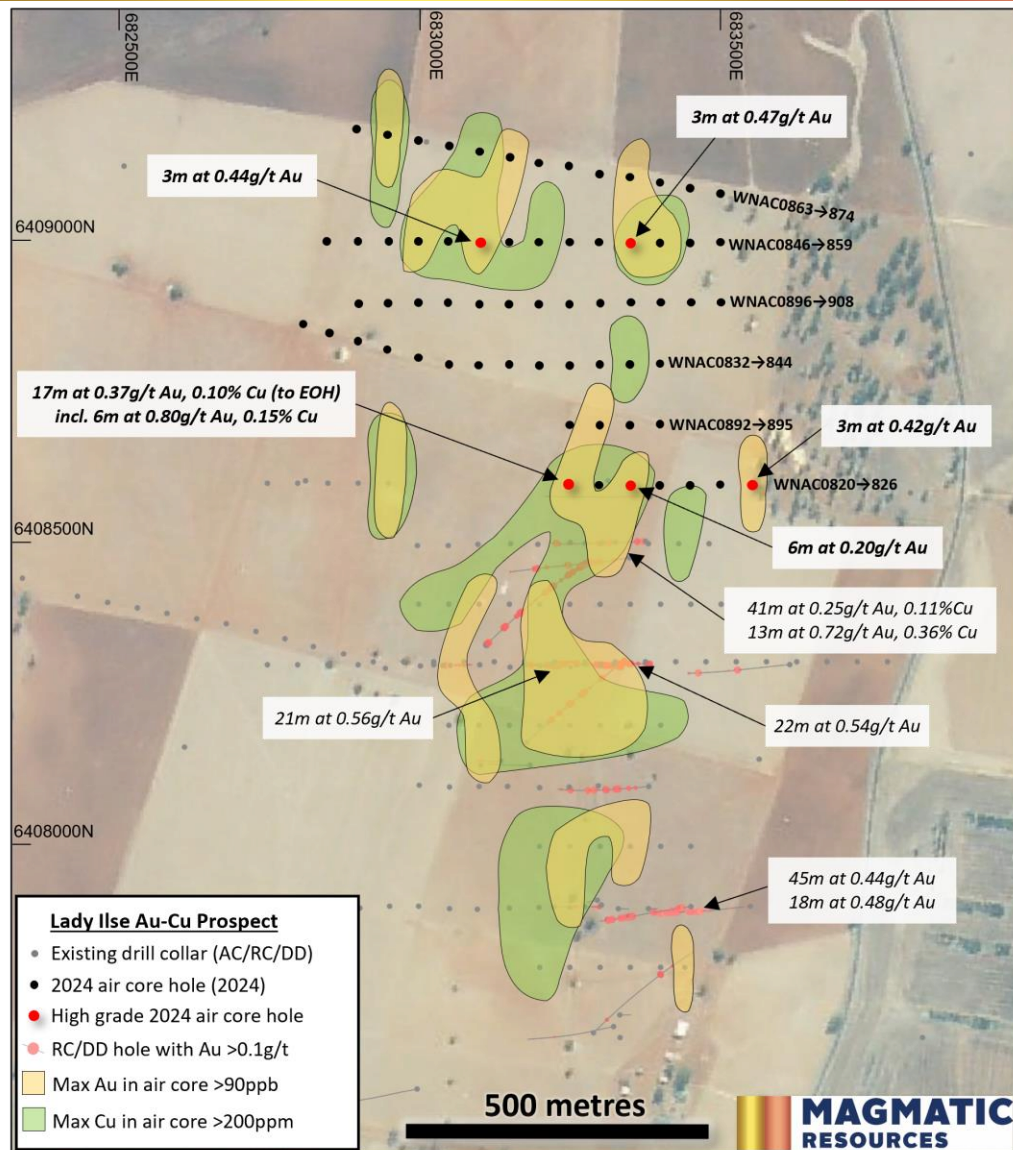 682500E
683000E
683500E
3m at 0.47g/t Au
3m at 0.44g/t Au
WNAC0863→874
6409000N
WNAC0846→859
WNAC0896→908
WNAC0832→844
17m at 0.37g/t Au, 0.10% Cu (to EOH)
incl. 6m at 0.80g/t Au, 0.15% Cu
WNAC0892→895
3m at 0.42g/t Au
WNAC0820→826
6408500N
6m at 0.20g/t Au
41m at 0.25g/t Au, 0.11%Cu
13m at 0.72g/t Au, 0.36% Cu
21m at 0.56g/t Au
22m at 0.54g/t Au
6408000N
45m at 0.44g/t Au
18m at 0.48g/t Au
Lady Ilse Au-Cu Prospect
Existing drill collar (AC/RC/DD)
2024 air core hole (2024)
High grade 2024 air core hole
RC/DD hole with Au >0.1g/t
Max Au in air core >90ppb
Max Cu in air core >200ppm
500 metres
MAGMATIC
RESOURCES